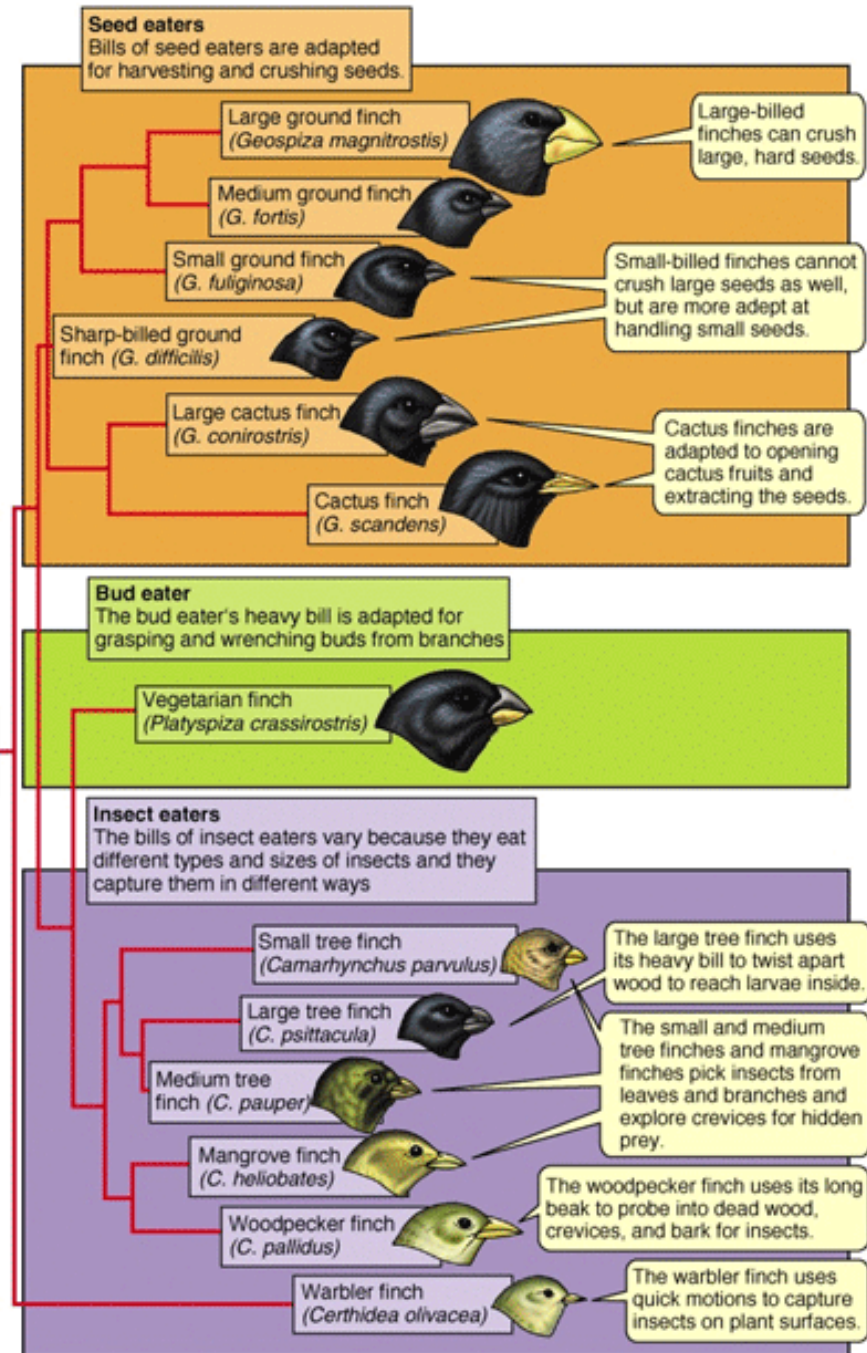 Seed eaters
Bills of seed eaters are adapted
for harvesting and crushing seeds.
Large ground finch
(Geospiza magnitrostis)
Large-billed
finches can crush
large, hard seeds.
Medium ground finch
(G. fortis)
Small ground finch
(G. fuliginosa)
Small-billed finches cannot
crush large seeds as well,
but are more adept at
handling small seeds.
Sharp-billed ground
finch (G. difficilis)
Large cactus finch
(G. conirostris)
Cactus finches are
adapted to opening
cactus fruits and
extracting the seeds.
Cactus finch
(G. scandens)
Bud eater
The bud eater's heavy bill is adapted for
grasping and wrenching buds from branches
Vegetarian finch
(Platyspiza crassirostris)
Insect eaters
The bills of insect eaters vary because they eat
different types and sizes of insects and they
capture them in different ways
Small tree finch
(Camarhynchus parvulus)
The large tree finch uses
its heavy bill to twist apart
wood to reach larvae inside.
Large tree finch
(C. psittacula)
The small and medium
tree finches and mangrove
finches pick insects from
leaves and branches and
explore crevices for hidden
prey.
Medium tree
finch (C. pauper)
Mangrove finch
(C. heliobates)
The woodpecker finch uses its long
beak to probe into dead wood,
crevices, and bark for insects.
Woodpecker finch
(C. pallidus)
Warbler finch
(Certhidea olivacea)
The warbler finch uses
quick motions to capture
insects on plant surfaces.